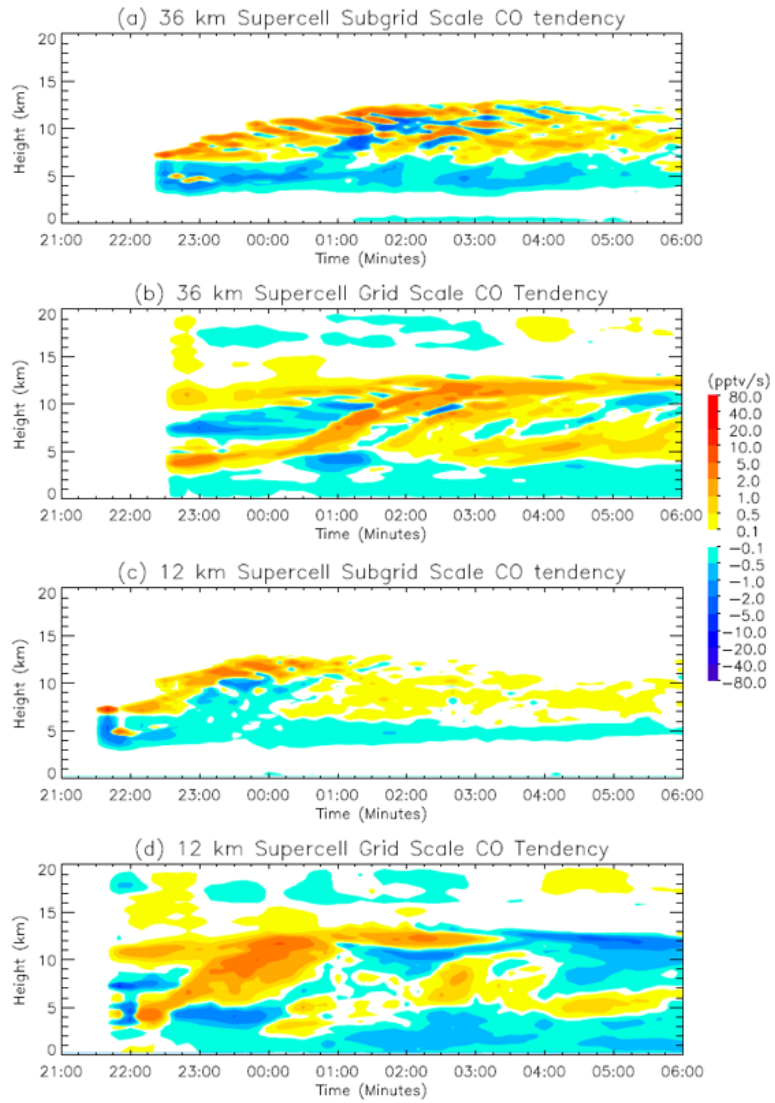 (a) 36 km Supercell Subgrid Scale CO tendency
20
15
10
5
0
Height (km)
21:00 22:00 23:00 00:00 01:00 02:00 03:00 04:00 05:00 06:00
Time (Minutes)
(b) 36 km Supercell Grid Scale CO Tendency
20
15
10
5
0
Height (km)
21:00 22:00 23:00 00:00 01:00 02:00 03:00 04:00 05:00 06:00
Time (Minutes)
(pptv/s)
80.0
40.0
20.0
10.0
5.0
2.0
1.0
0.5
0.1
-0.1
-0.5
-1.0
-2.0
-5.0
-10.0
-20.0
-40.0
-80.0
(c) 12 km Supercell Subgrid Scale CO tendency
20
15
10
5
0
Height (km)
21:00 22:00 23:00 00:00 01:00 02:00 03:00 04:00 05:00 06:00
Time (Minutes)
(d) 12 km Supercell Grid Scale CO Tendency
20
15
10
5
0
Height (km)
21:00 22:00 23:00 00:00 01:00 02:00 03:00 04:00 05:00 06:00
Time (Minutes)